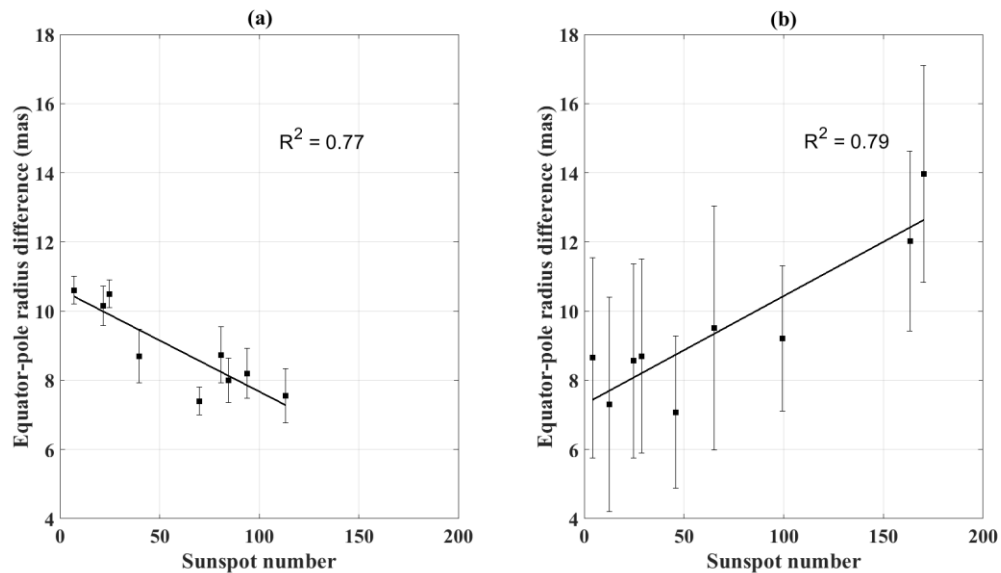 (a)
18
16
14
12
10
8
6
4
Equator-pole radius difference (mas)
R² = 0.77
0 50 100 150 200
Sunspot number
(b)
18
16
14
12
10
8
6
4
Equator-pole radius difference (mas)
R² = 0.79
0 50 100 150 200
Sunspot number